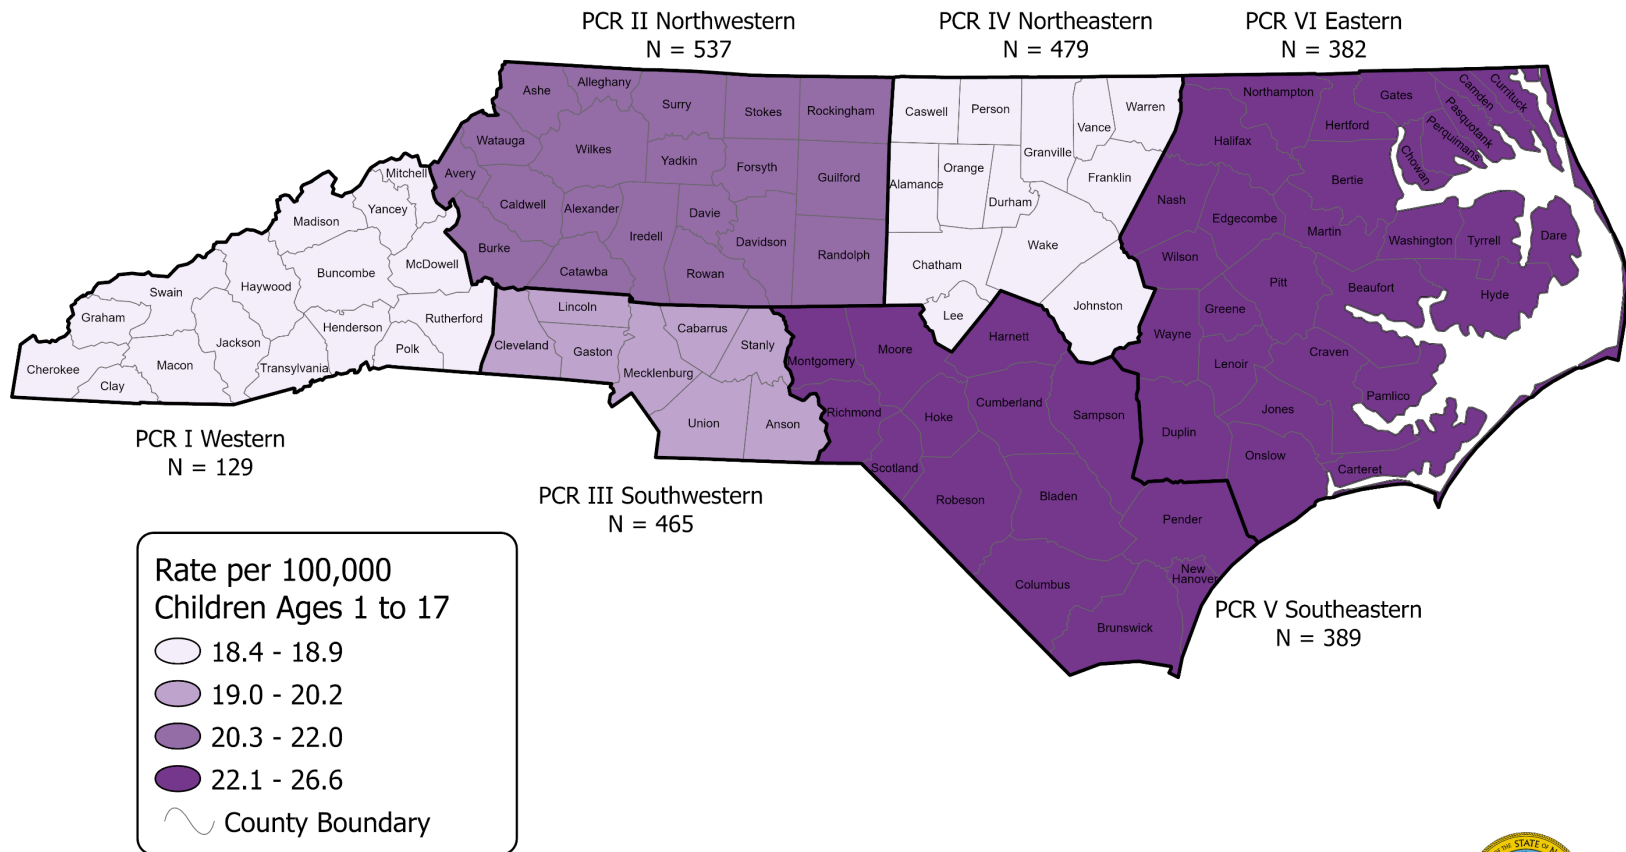 PCR II Northwestern
N = 537
PCR IV Northeastern
N = 479
PCR VI Eastern
N = 382
Ashe
Alleghany
Surry
Stokes
Rockingham
Watauga
Wilkes
Yadkin
Forsyth
Guilford
Avery
Caldwell
Alexander
Davie
Iredell
Davidson
Randolph
Burke
Catawba
Rowan
Caswell
Person
Granville
Vance
Warren
Franklin
Alamance
Orange
Durham
Wake
Chatham
Lee
Johnston
Northampton
Gates
Camden
Currituck
Pasquotank
Perquimans
Chowan
Hertford
Halifax
Bertie
Nash
Edgecombe
Martin
Washington
Tyrrell
Dare
Wilson
Pitt
Beaufort
Hyde
Greene
Wayne
Lenoir
Craven
Pamlico
Jones
Duplin
Onslow
Carteret
Mitchell
Yancey
Madison
Buncombe
McDowell
Haywood
Swain
Graham
Jackson
Henderson
Rutherford
Polk
Transylvania
Macon
Cherokee
Clay
Lincoln
Cleveland
Gaston
Cabarrus
Stanly
Mecklenburg
Union
Anson
Montgomery
Moore
Harnett
Richmond
Hoke
Cumberland
Sampson
Scotland
Robeson
Bladen
Pender
Columbus
New
Hanover
Brunswick
PCR I Western
N = 129
PCR III Southwestern
N = 465
PCR V Southeastern
N = 389
Rate per 100,000
Children Ages 1 to 17
18.4 - 18.9
19.0 - 20.2
20.3 - 22.0
22.1 - 26.6
County Boundary
THE STATE OF